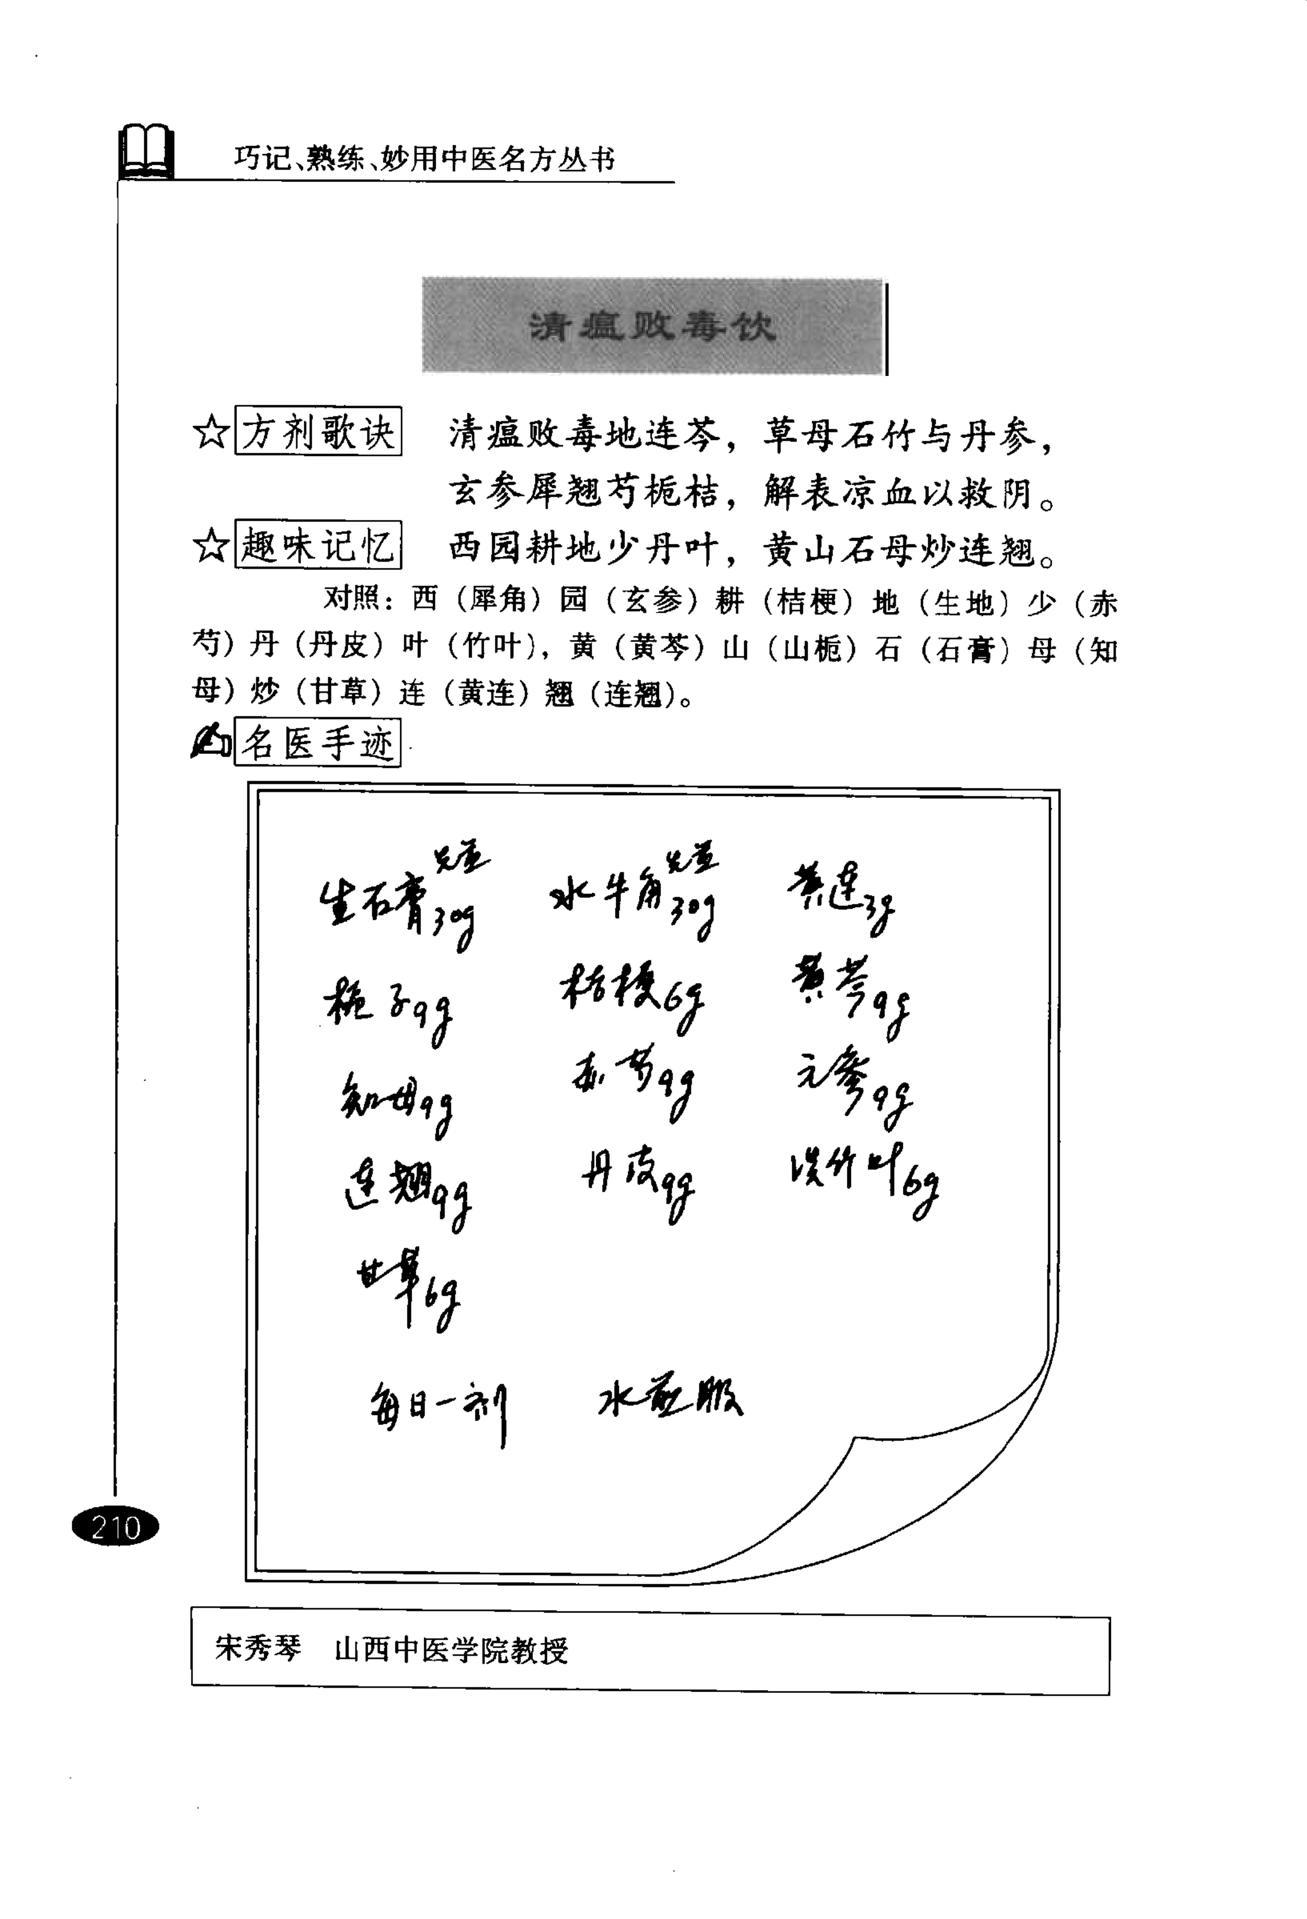 巧记、熟练、妙用中医名方丛书
清瘟败毒饮
☆方剂歌诀 清瘟败毒地连芩，草母石竹与丹参，
玄参犀翘芍栀桔，解表凉血以救阴。
☆趣味记忆 西园耕地少丹叶，黄山石母炒连翘。
对照：西（犀角）园（玄参）耕（桔梗）地（生地）少（赤
芍）丹（丹皮）叶（竹叶），黄（黄芩）山（山栀）石（石膏）母（知
母）炒（甘草）连（黄连）翘（连翘）。
名医手迹
生石膏30g先煎 水牛角30g先煎 黄连3g
栀子9g 桔梗6g 黄芩9g
知母9g 赤芍9g 元参9g
连翘9g 丹皮9g 淡竹叶6g
甘草6g
每日一剂 水煎服
210
宋秀琴 山西中医学院教授